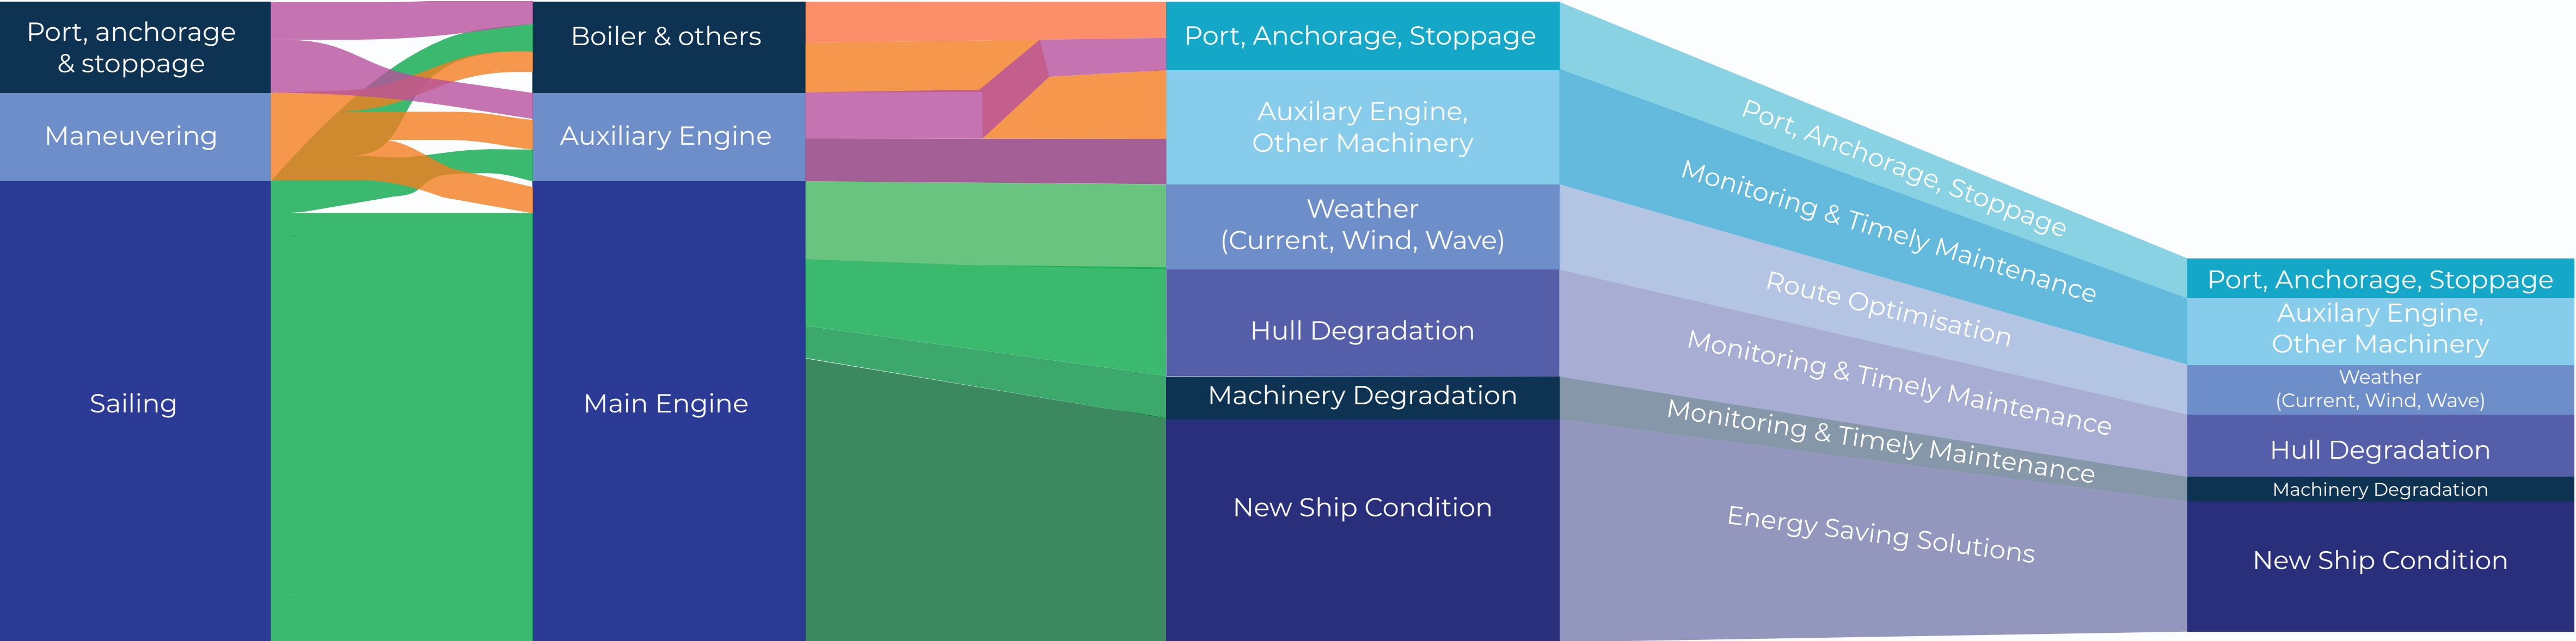 Port, anchorage
& stoppage
Maneuvering
Sailing
Boiler & others
Auxiliary Engine
Main Engine
Port, Anchorage, Stoppage
Auxilary Engine,
Other Machinery
Weather
(Current, Wind, Wave)
Hull Degradation
Machinery Degradation
New Ship Condition
Port, Anchorage, Stoppage
Monitoring & Timely Maintenance
Route Optimisation
Monitoring & Timely Maintenance
Monitoring & Timely Maintenance
Energy Saving Solutions
Port, Anchorage, Stoppage
Auxilary Engine,
Other Machinery
Weather
(Current, Wind, Wave)
Hull Degradation
Machinery Degradation
New Ship Condition